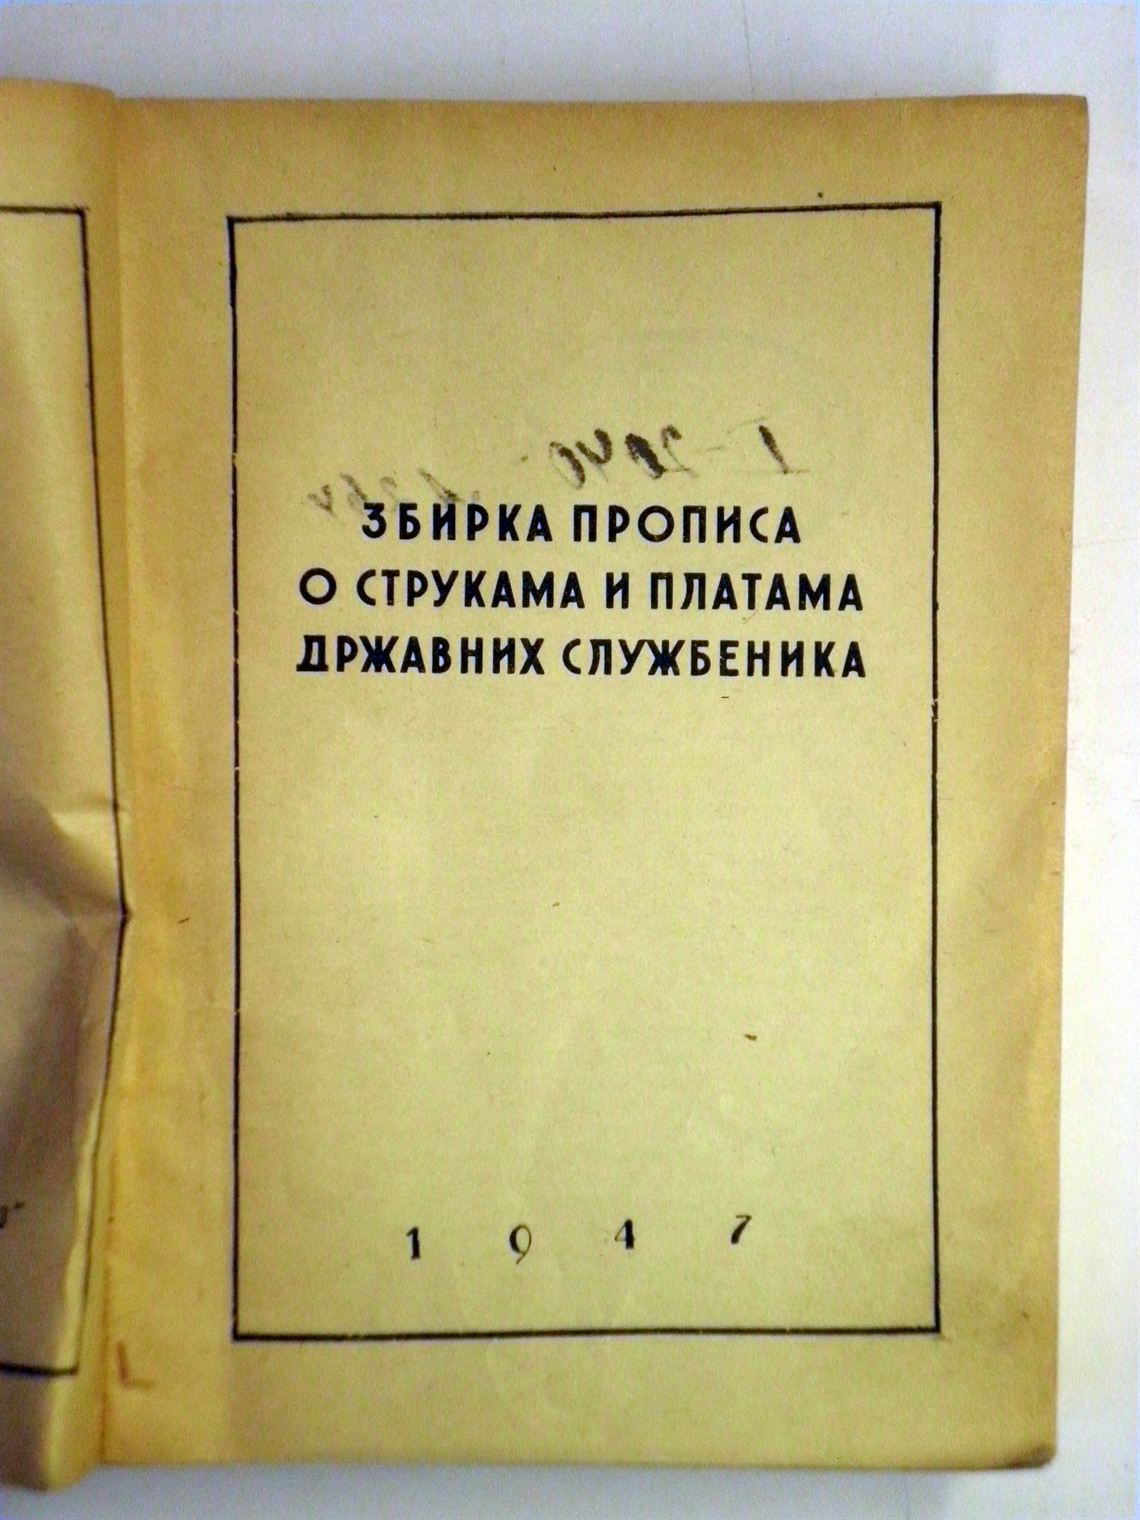 ЗБИРКА ПРОПИСА
О СТРУКАМА И ПЛАТАМА
ДРЖАВНИХ СЛУЖБЕНИКА
1947